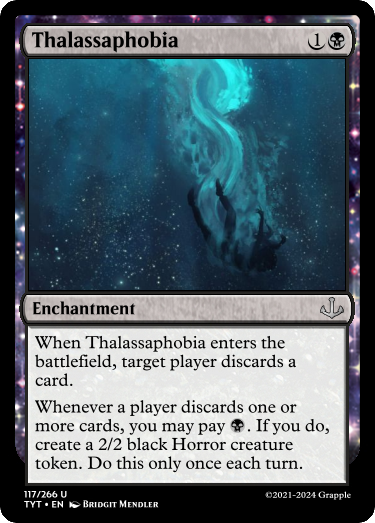 Thalassaphobia 1
Enchantment
When Thalassaphobia enters the
battlefield, target player discards a
card.
Whenever a player discards one or
more cards, you may pay . If you do,
create a 2/2 black Horror creature
token. Do this only once each turn.
117/266 U
TYT • EN Bridgit Mendler
©2021-2024 Grapple